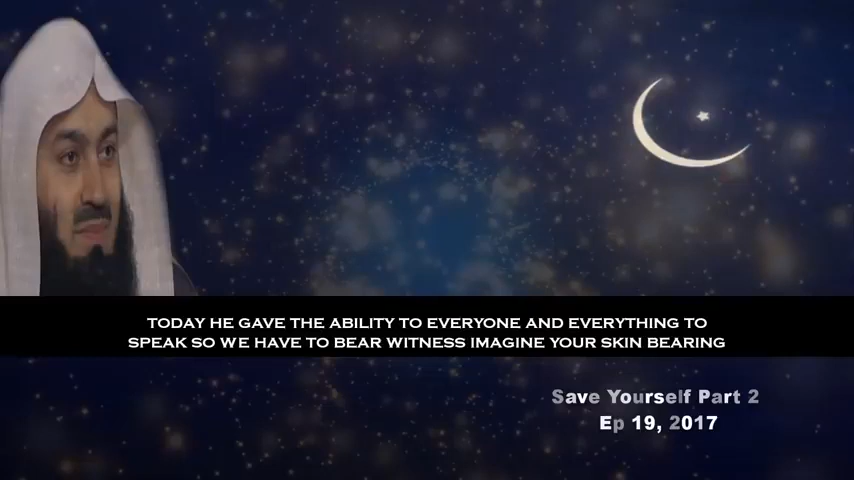 TODAY HE GAVE THE ABILITY TO EVERYONE AND EVERYTHING TO
SPEAK SO WE HAVE TO BEAR WITNESS IMAGINE YOUR SKIN BEARING
Save Yourself Part 2
Ep 19, 2017